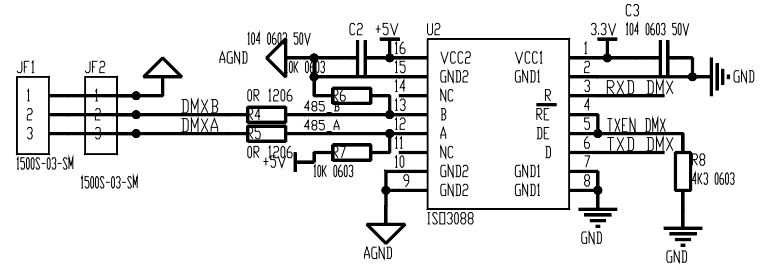 C3
104 0603 50V
C2
+5V
U2
3.3V
104 0603 50V
AGND
16
VCC2
VCC1
1
10K 0603
15
GND2
GND1
2
GND
JF1
JF2
R6
14
NC
R
3
RXD_DMX
0R 1206
1
1
DMXB
485_B
13
B
RE
4
2
2
R4
DMXA
485_A
12
A
DE
5
TXEN_DMX
3
3
R5
0R 1206
R7
11
NC
D
6
TXD_DMX
+5V
10
GND2
GND1
7
R8
1500S-03-SM
10K 0603
9
GND2
GND1
8
4K3 0603
1500S-03-SM
ISO3088
AGND
GND
GND